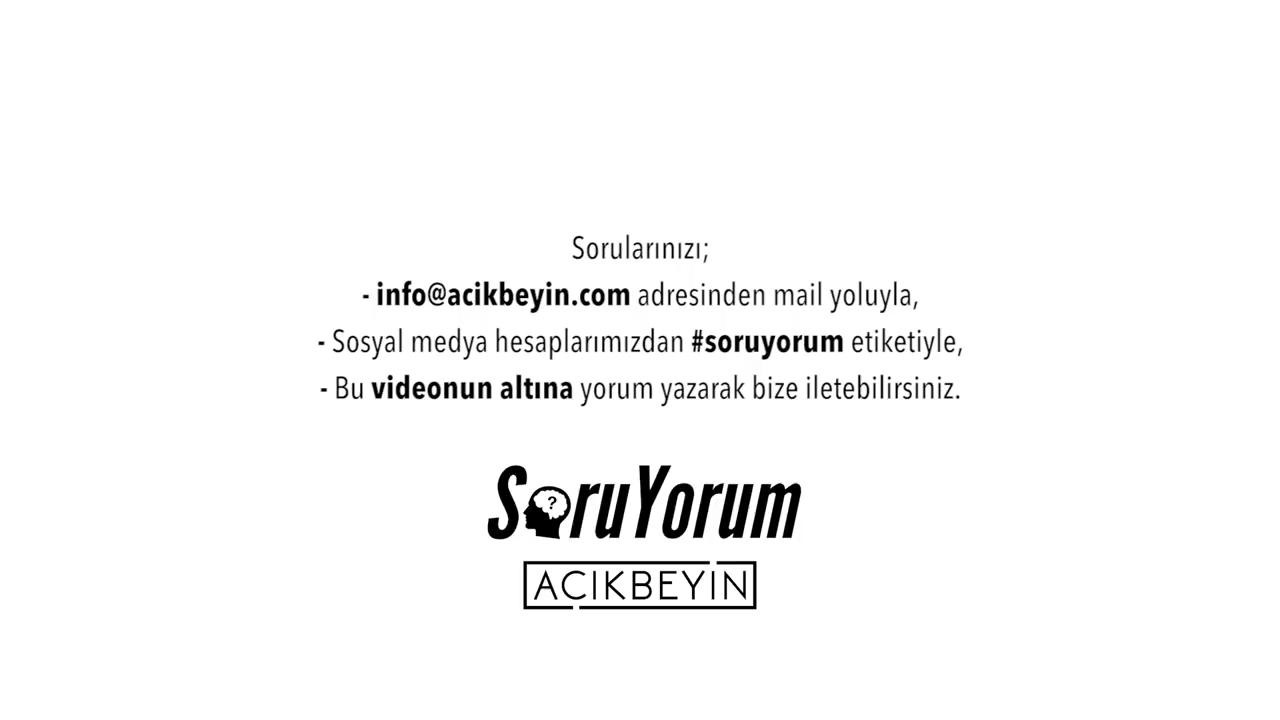 Sorularınızı;
- info@acikbeyin.com adresinden mail yoluyla,
- Sosyal medya hesaplarımızdan #soruyorum etiketiyle,
- Bu videonun altına yorum yazarak bize iletebilirsiniz.
SoruYorum
AÇIKBEYİN